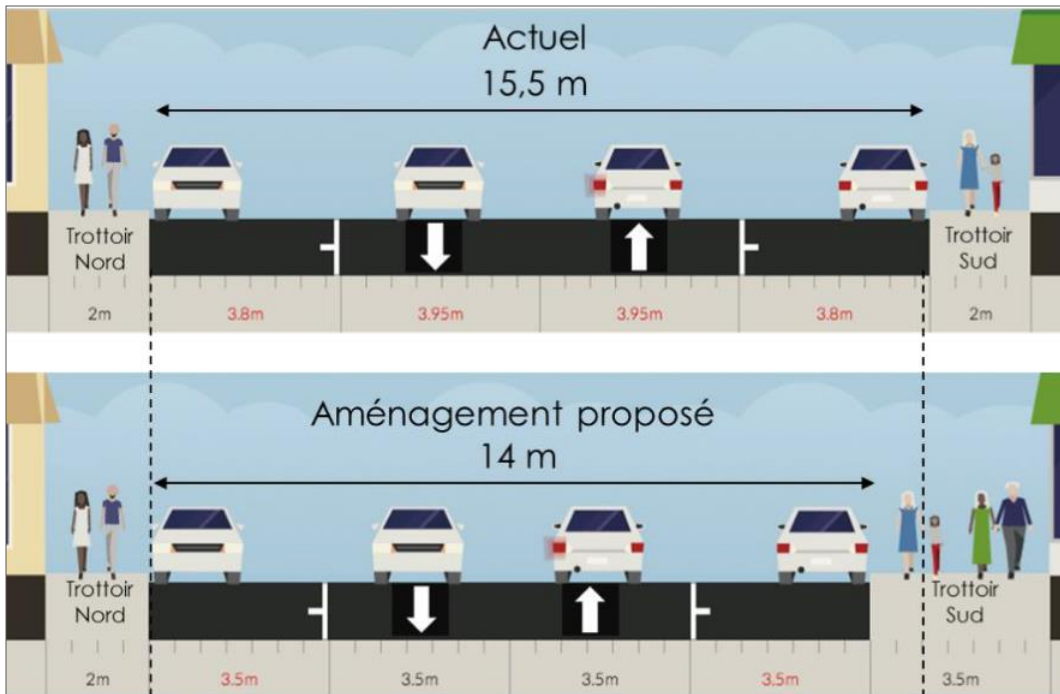 Actuel
15,5 m
Trottoir
Nord
Trottoir
Sud
2m
3.8m
3.95m
3.95m
3.8m
2m
Aménagement proposé
14 m
Trottoir
Nord
Trottoir
Sud
2m
3.5m
3.5m
3.5m
3.5m
3.5m